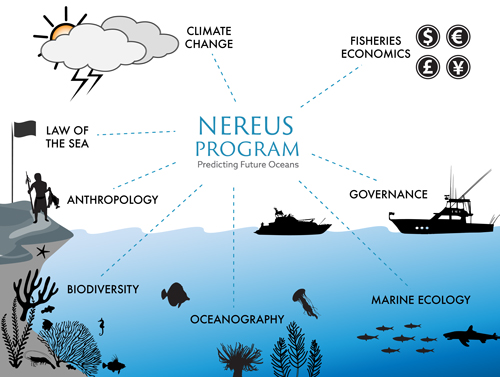 CLIMATE
CHANGE
FISHERIES
ECONOMICS
$ €
£ ¥
NEREUS
PROGRAM
Predicting Future Oceans
LAW OF
THE SEA
ANTHROPOLOGY
GOVERNANCE
BIODIVERSITY
OCEANOGRAPHY
MARINE ECOLOGY